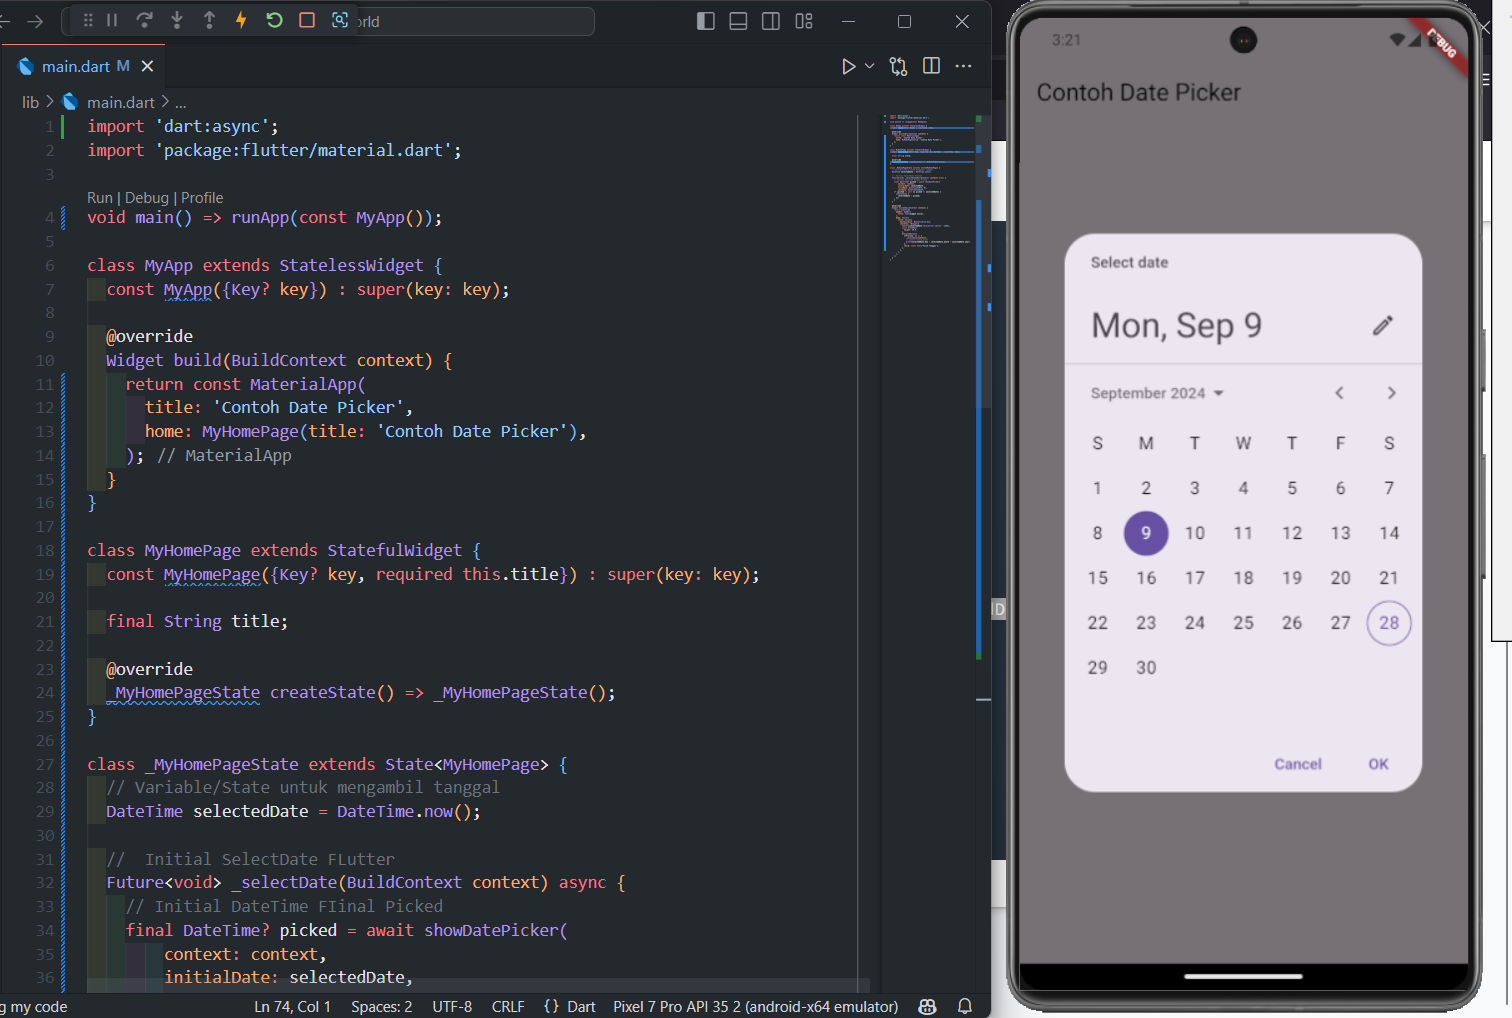 orld
main.dart M
lib > main.dart > ...
1 import 'dart:async';
2 import 'package:flutter/material.dart';
3
Run | Debug | Profile
4 void main() => runApp(const MyApp());
5
6 class MyApp extends StatelessWidget {
7 const MyApp({Key? key}) : super(key: key);
8
9 @override
10 Widget build(BuildContext context) {
11 return const MaterialApp(
12 title: 'Contoh Date Picker',
13 home: MyHomePage(title: 'Contoh Date Picker'),
14 ); // MaterialApp
15 }
16 }
17
18 class MyHomePage extends StatefulWidget {
19 const MyHomePage({Key? key, required this.title}) : super(key: key);
20
21 final String title;
22
23 @override
24 _MyHomePageState createState() => _MyHomePageState();
25 }
26
27 class _MyHomePageState extends State<MyHomePage> {
28 // Variable/State untuk mengambil tanggal
29 DateTime selectedDate = DateTime.now();
30
31 //  Initial SelectDate FLutter
32 Future<void> _selectDate(BuildContext context) async {
33 // Initial DateTime FIinal Picked
34 final DateTime? picked = await showDatePicker(
35 context: context,
36 initialDate: selectedDate,
g my code Ln 74, Col 1 Spaces: 2 UTF-8 CRLF {} Dart Pixel 7 Pro API 35 2 (android-x64 emulator)
ID
3:21
DEBUG
Contoh Date Picker
Select date
Mon, Sep 9
September 2024
S M T W T F S
1 2 3 4 5 6 7
8 9 10 11 12 13 14
15 16 17 18 19 20 21
22 23 24 25 26 27 28
29 30
Cancel OK